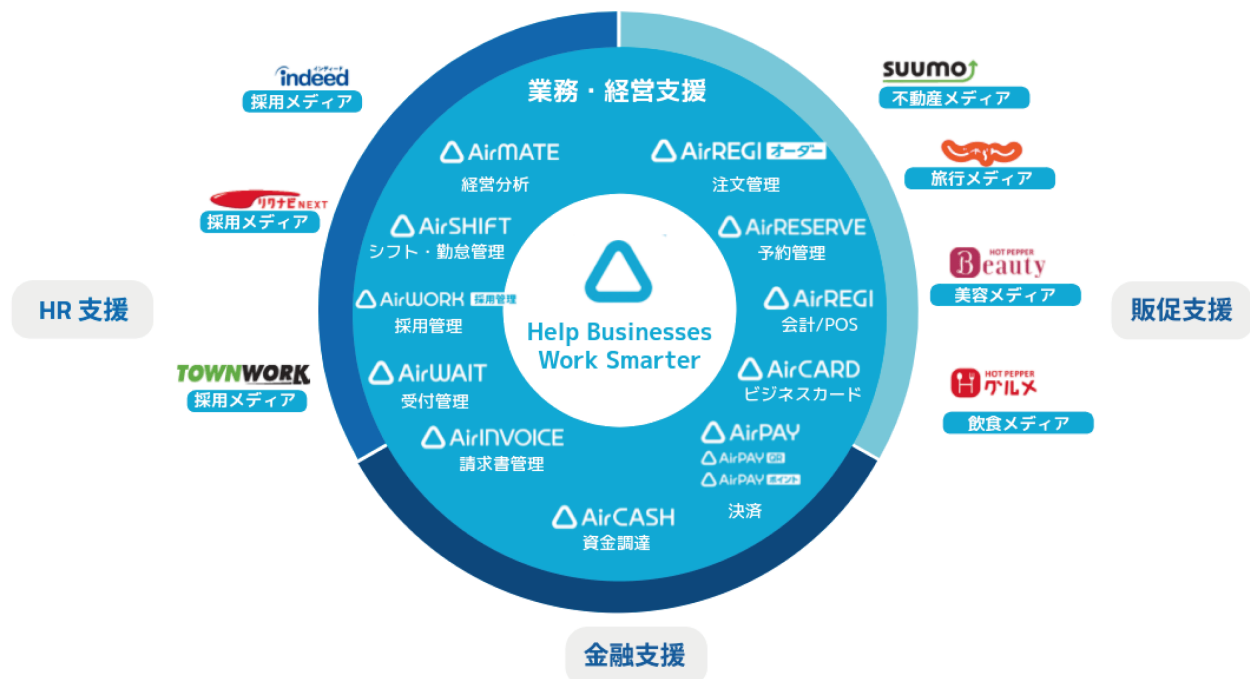 インディード
indeed
採用メディア
リクナビNEXT
採用メディア
HR 支援
TOWNWORK
採用メディア
業務・経営支援
AirMATE
経営分析
AirREGI オーダー
注文管理
AirSHIFT
シフト・勤怠管理
AirRESERVE
予約管理
AirWORK 採用管理
採用管理
AirREGI
会計/POS
Help Businesses
Work Smarter
AirWAIT
受付管理
AirCARD
ビジネスカード
AirINVOICE
請求書管理
AirPAY
AirPAY QR
AirPAY ポイント
決済
AirCASH
資金調達
SUUMO
不動産メディア
旅行メディア
HOT PEPPER
Beauty
美容メディア
販促支援
HOT PEPPER
グルメ
飲食メディア
金融支援